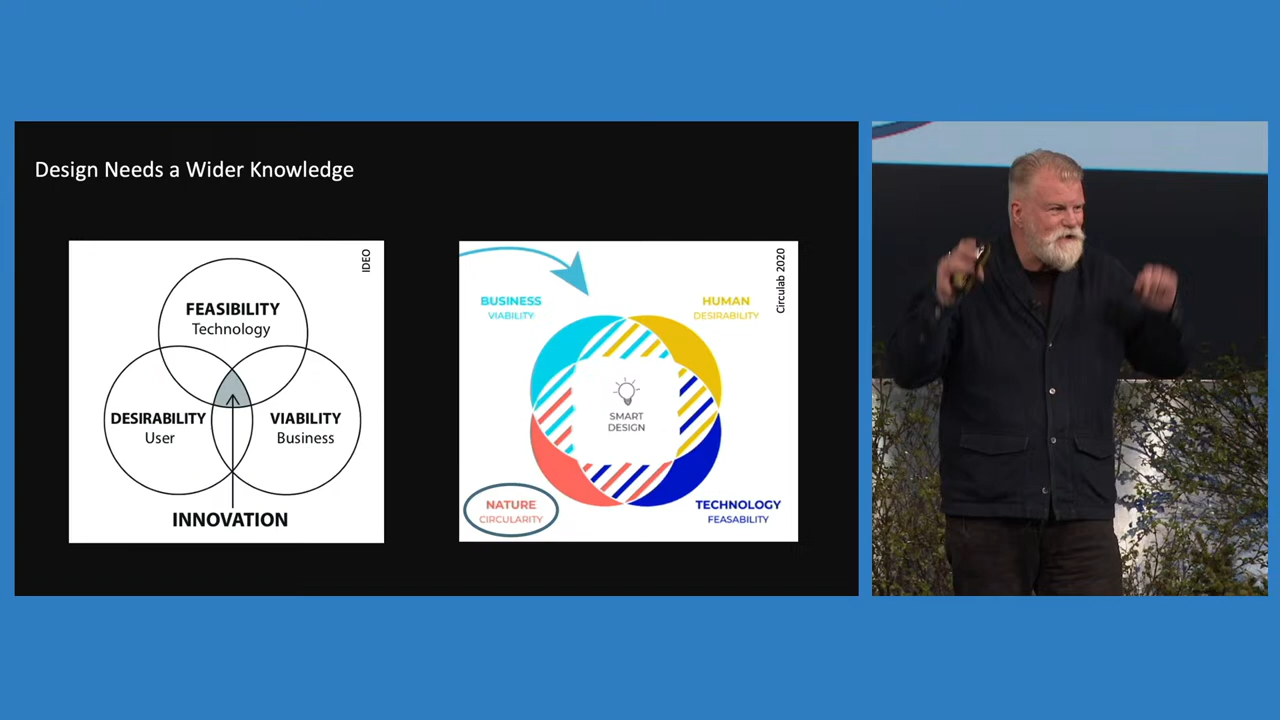 Design Needs a Wider Knowledge
IDEO
FEASIBILITY
Technology
DESIRABILITY
User
VIABILITY
Business
INNOVATION
Circulab 2020
BUSINESS
VIABILITY
HUMAN
DESIRABILITY
SMART
DESIGN
NATURE
CIRCULARITY
TECHNOLOGY
FEASABILITY